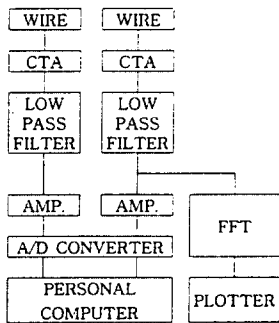 WIRE WIRE
CTA CTA
LOW PASS FILTER
LOW PASS FILTER
AMP. AMP.
FFT
A/D CONVERTER
PERSONAL COMPUTER
PLOTTER